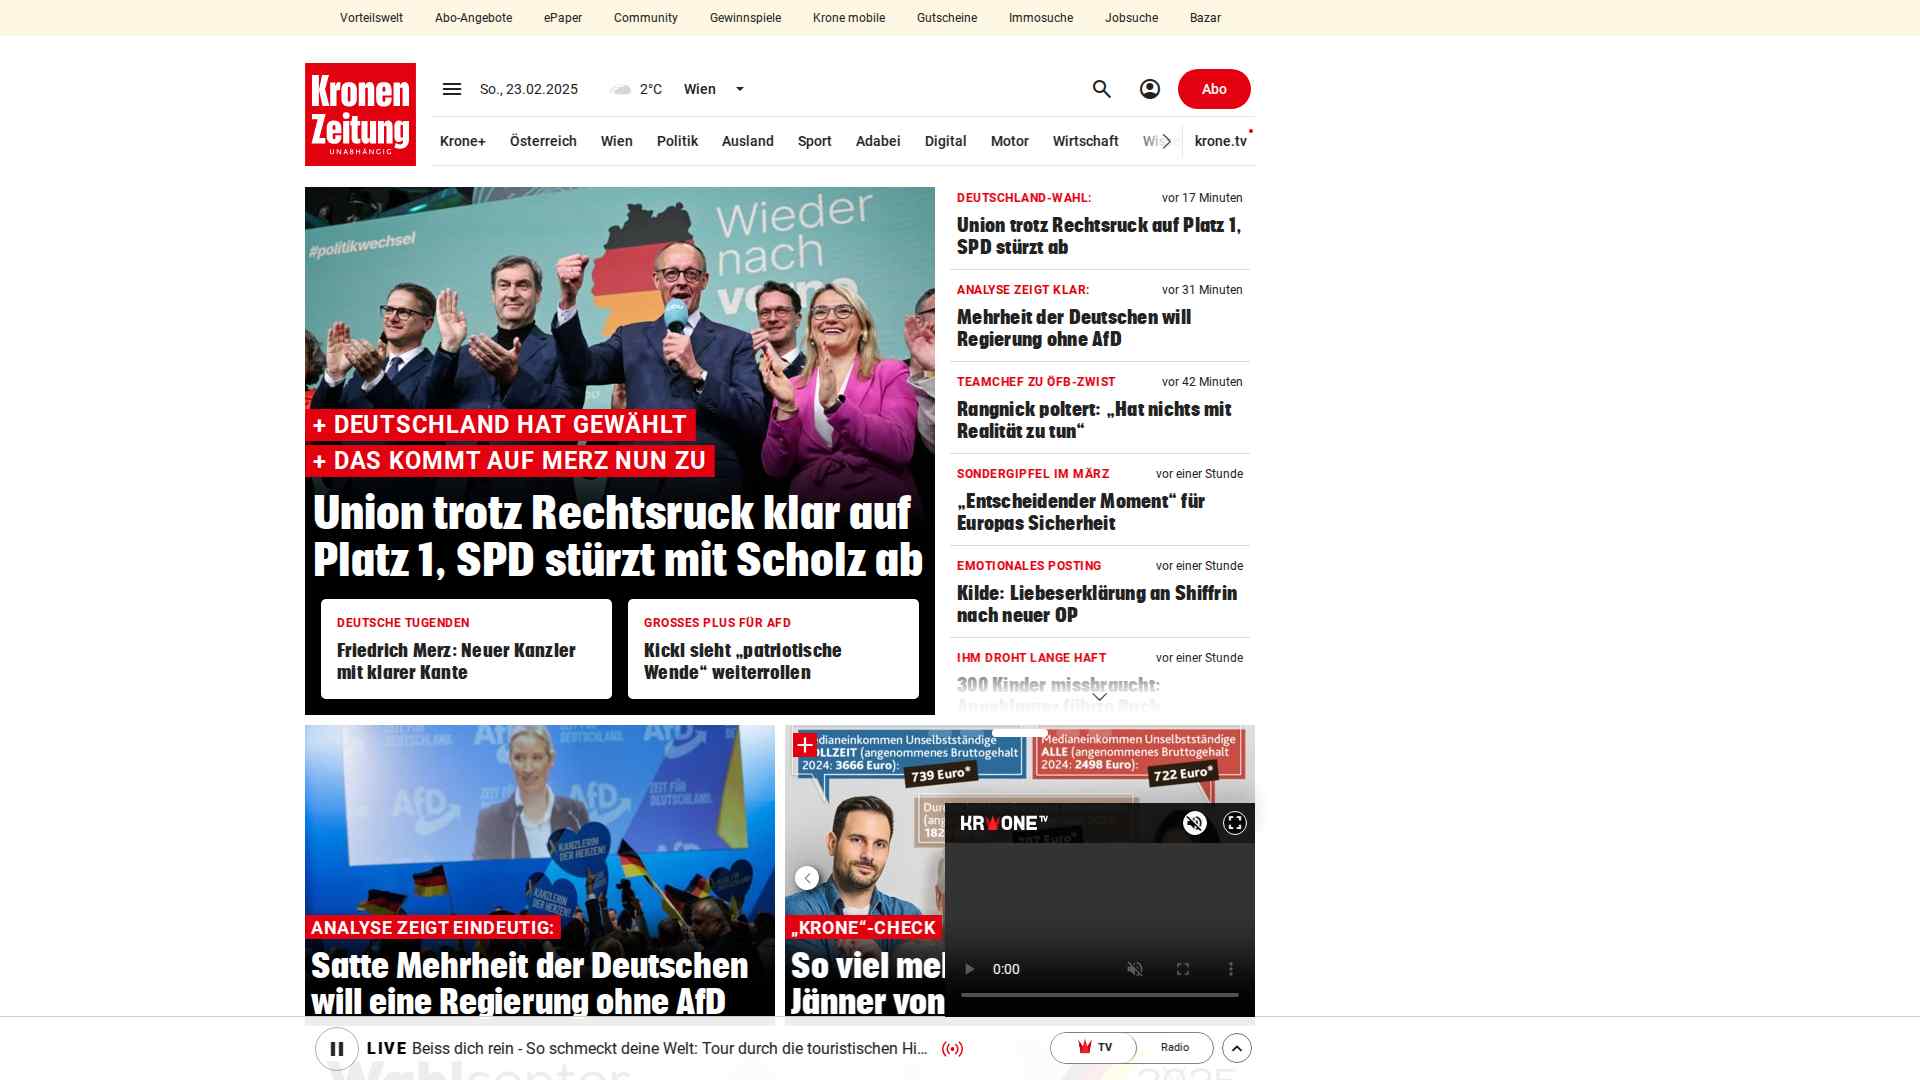 Vorteilswelt Abo-Angebote ePaper Community Gewinnspiele Krone mobile Gutscheine Immosuche Jobsuche Bazar
Kronen
Zeitung
UNABHÄNGIG
So., 23.02.2025 2°C Wien Abo
Krone+ Österreich Wien Politik Ausland Sport Adabei Digital Motor Wirtschaft krone.tv
#politikwechsel
Wieder
nach
+ DEUTSCHLAND HAT GEWÄHLT
+ DAS KOMMT AUF MERZ NUN ZU
Union trotz Rechtsruck klar auf
Platz 1, SPD stürzt mit Scholz ab
DEUTSCHE TUGENDEN
Friedrich Merz: Neuer Kanzler
mit klarer Kante
GROSSES PLUS FÜR AFD
Kickl sieht „patriotische
Wende“ weiterrollen
DEUTSCHLAND-WAHL: vor 17 Minuten
Union trotz Rechtsruck auf Platz 1,
SPD stürzt ab
ANALYSE ZEIGT KLAR: vor 31 Minuten
Mehrheit der Deutschen will
Regierung ohne AfD
TEAMCHEF ZU ÖFB-ZWIST vor 42 Minuten
Rangnick poltert: „Hat nichts mit
Realität zu tun“
SONDERGIPFEL IM MÄRZ vor einer Stunde
„Entscheidender Moment“ für
Europas Sicherheit
EMOTIONALES POSTING vor einer Stunde
Kilde: Liebeserklärung an Shiffrin
nach neuer OP
IHM DROHT LANGE HAFT vor einer Stunde
300 Kinder missbraucht:
AfD
ZEIT FÜR
DEUTSCHLAND.
KANZLERIN
DER HERZEN!
ANALYSE ZEIGT EINDEUTIG:
Satte Mehrheit der Deutschen
will eine Regierung ohne AfD
Medianeinkommen Unselbstständige
VOLLZEIT (angenommenes Bruttogehalt
2024: 3666 Euro):
739 Euro*
Medianeinkommen Unselbstständige
ALLE (angenommenes Bruttogehalt
2024: 2498 Euro):
722 Euro*
„KRONE“-CHECK
So viel
Jänner von
KRONE TV
0:00
LIVE Beiss dich rein - So schmeckt deine Welt: Tour durch die touristischen Hi...
TV Radio